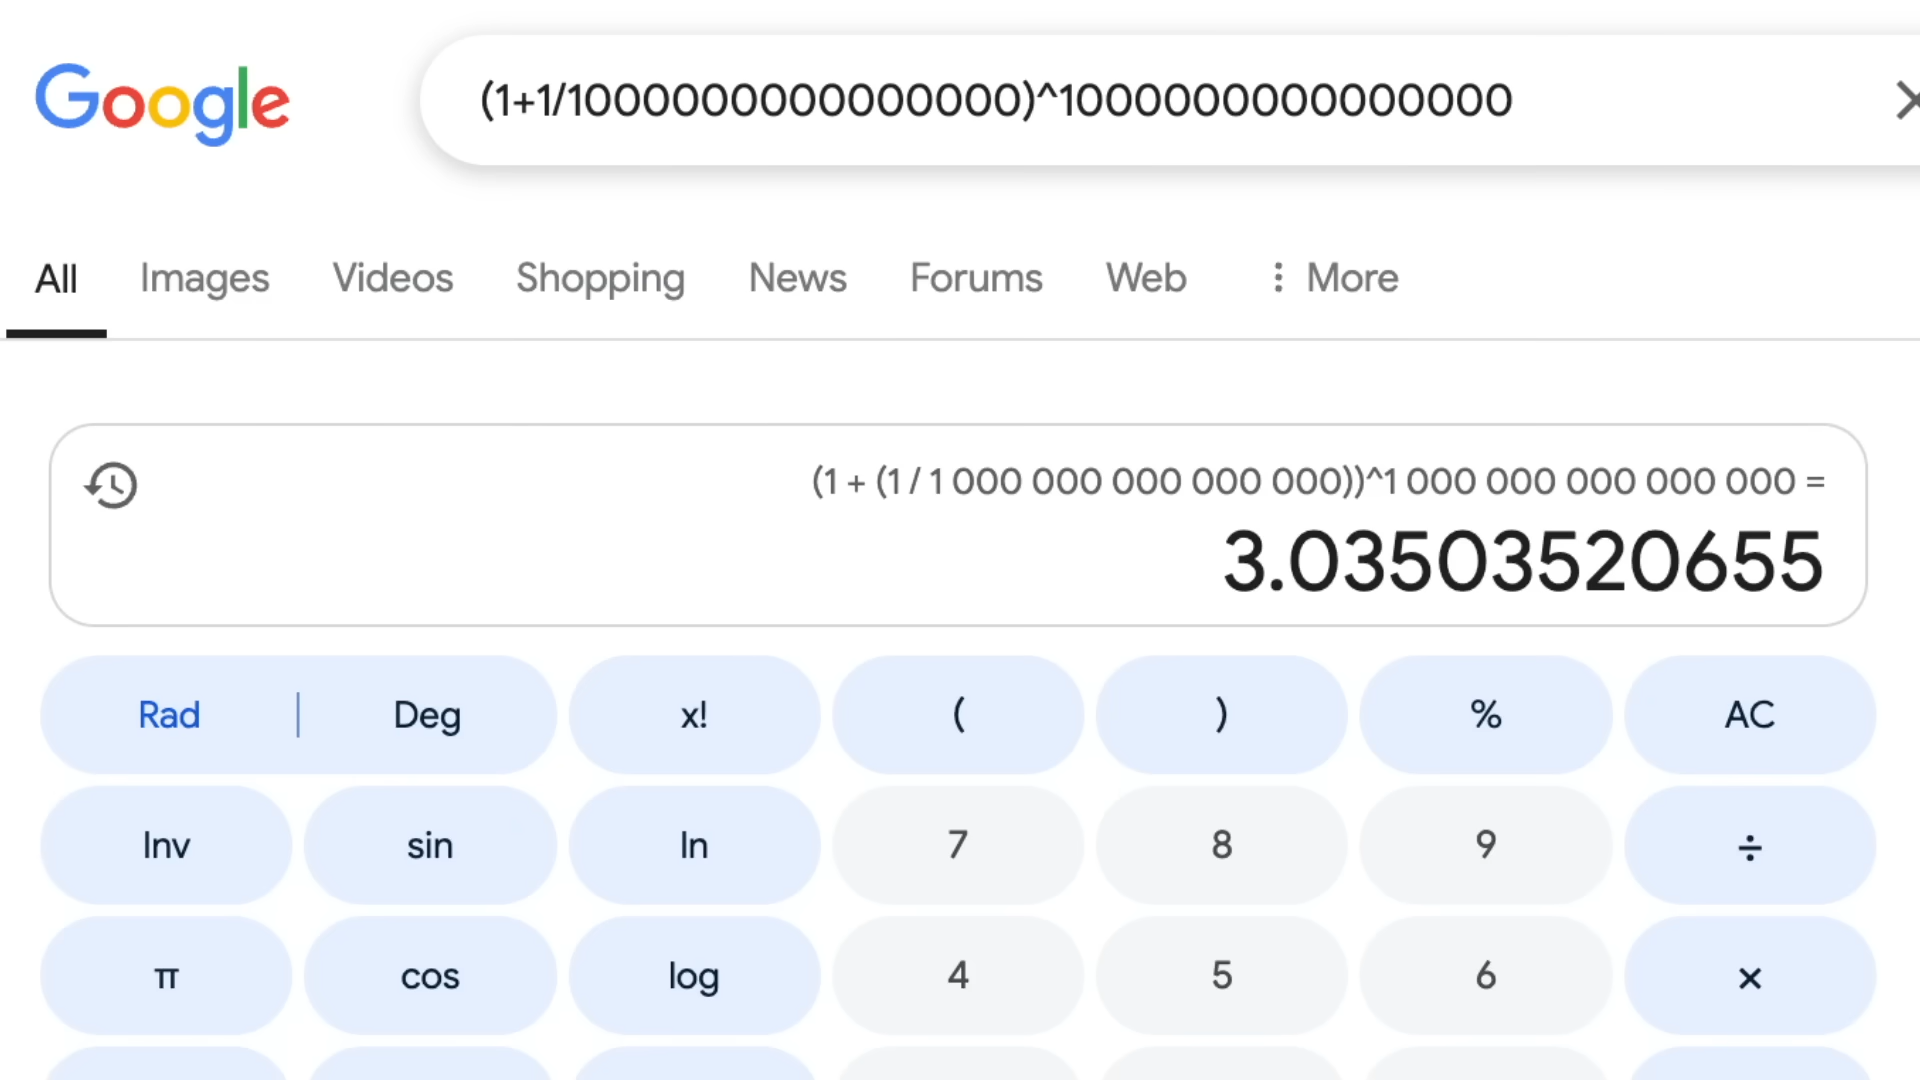 Google
(1+1/1000000000000000)^1000000000000000
All Images Videos Shopping News Forums Web More
(1 + (1 / 1 000 000 000 000 000))^1 000 000 000 000 000 =
3.03503520655
Rad | Deg x! ( ) % AC
Inv sin ln 7 8 9 ÷
π cos log 4 5 6 ×